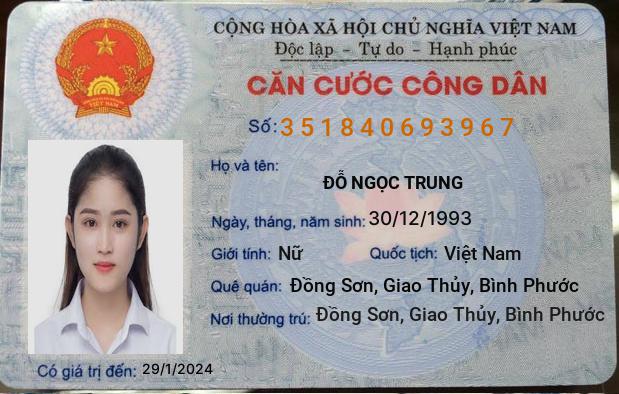 CỘNG HÒA XÃ HỘI CHỦ NGHĨA VIỆT NAM
Độc lập - Tự do - Hạnh phúc
CĂN CƯỚC CÔNG DÂN
Số: 351840693967
Họ và tên:
ĐỖ NGỌC TRUNG
Ngày, tháng, năm sinh: 30/12/1993
Giới tính: Nữ Quốc tịch: Việt Nam
Quê quán: Đồng Sơn, Giao Thủy, Bình Phước
Nơi thường trú: Đồng Sơn, Giao Thủy, Bình Phước
Có giá trị đến: 29/1/2024
VIỆT NAM